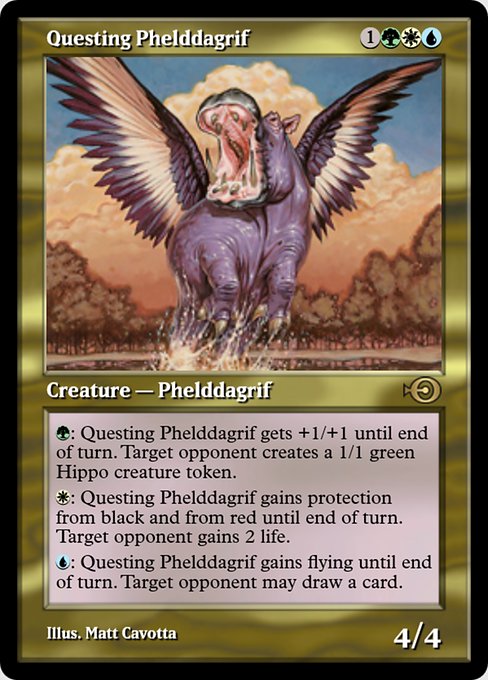 Questing Phelddagrif 1
Creature — Phelddagrif
: Questing Phelddagrif gets +1/+1 until end
of turn. Target opponent creates a 1/1 green
Hippo creature token.
: Questing Phelddagrif gains protection
from black and from red until end of turn.
Target opponent gains 2 life.
: Questing Phelddagrif gains flying until end
of turn. Target opponent may draw a card.
Illus. Matt Cavotta
4/4